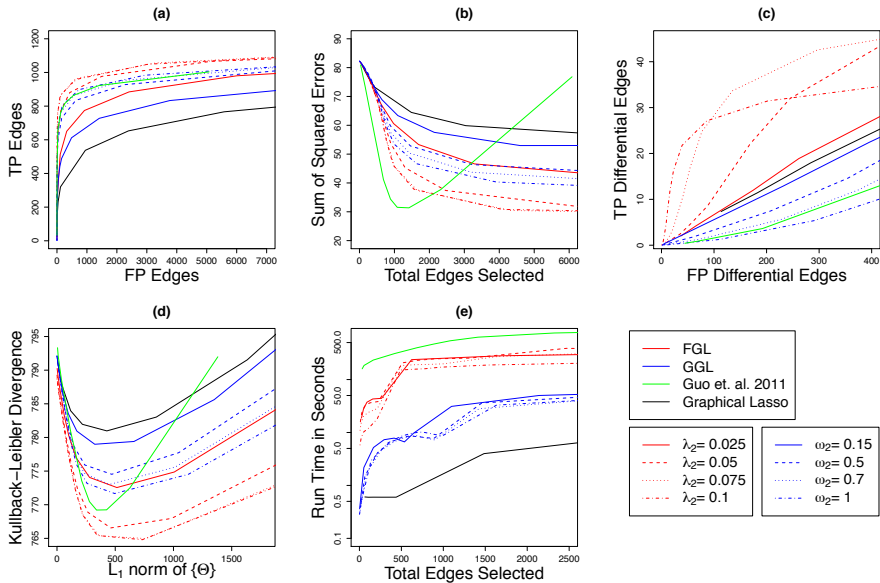 (a)
TP Edges
0 200 400 600 800 1000 1200
0 1000 2000 3000 4000 5000 6000 7000
FP Edges
(b)
Sum of Squared Errors
20 30 40 50 60 70 80 90
0 1000 2000 3000 4000 5000 6000
Total Edges Selected
(c)
TP Differential Edges
0 10 20 30 40
0 100 200 300 400
FP Differential Edges
(d)
Kullback−Leibler Divergence
765 770 775 780 785 790 795
0 500 1000 1500
L₁ norm of {Θ}
(e)
Run Time in Seconds
0.1 0.5 5.0 50.0 500.0
0 500 1000 1500 2000 2500
Total Edges Selected
FGL
GGL
Guo et. al. 2011
Graphical Lasso
λ₂= 0.025
λ₂= 0.05
λ₂= 0.075
λ₂= 0.1
ω₂= 0.15
ω₂= 0.5
ω₂= 0.7
ω₂= 1